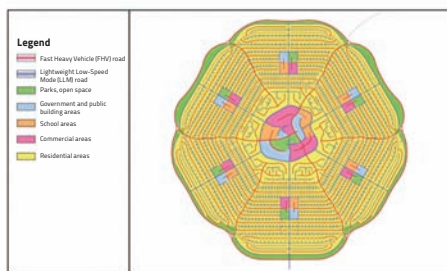 Legend
Fast Heavy Vehicle (FHV) road
Lightweight Low-Speed
Mode (LLM) road
Parks, open space
Government and public
building areas
School areas
Commercial areas
Residential areas